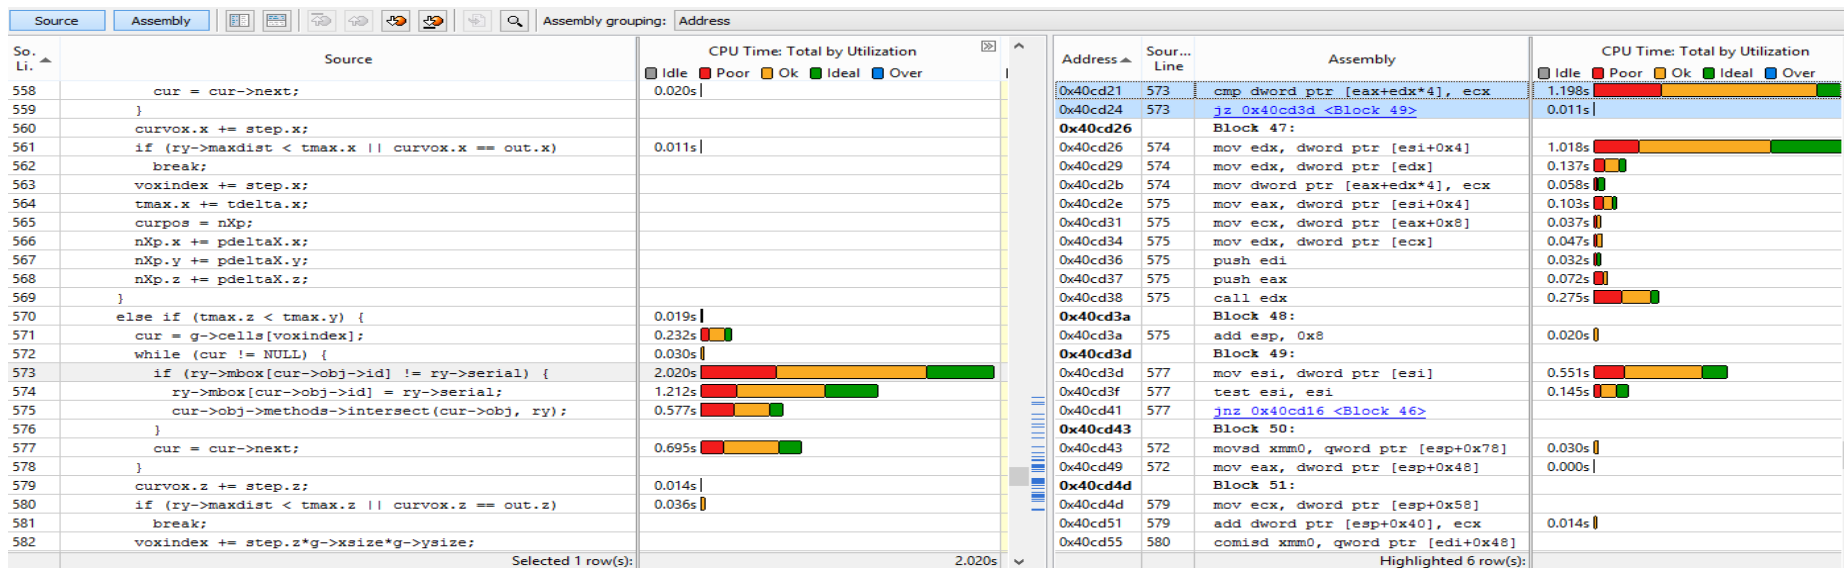 Source Assembly Assembly grouping: Address
So. Li. Source CPU Time: Total by Utilization
Idle Poor Ok Ideal Over
558 cur = cur->next; 0.020s
559 }
560 curvox.x += step.x;
561 if (ry->maxdist < tmax.x || curvox.x == out.x) 0.011s
562 break;
563 voxindex += step.x;
564 tmax.x += tdelta.x;
565 curpos = nXp;
566 nXp.x += pdeltaX.x;
567 nXp.y += pdeltaX.y;
568 nXp.z += pdeltaX.z;
569 }
570 else if (tmax.z < tmax.y) { 0.019s
571 cur = g->cells[voxindex]; 0.232s
572 while (cur != NULL) { 0.030s
573 if (ry->mbox[cur->obj->id] != ry->serial) { 2.020s
574 ry->mbox[cur->obj->id] = ry->serial; 1.212s
575 cur->obj->methods->intersect(cur->obj, ry); 0.577s
576 }
577 cur = cur->next; 0.695s
578 }
579 curvox.z += step.z; 0.014s
580 if (ry->maxdist < tmax.z || curvox.z == out.z) 0.036s
581 break;
582 voxindex += step.z*g->xsize*g->ysize;
Selected 1 row(s): 2.020s
Address Sour... Line Assembly CPU Time: Total by Utilization
Idle Poor Ok Ideal Over
0x40cd21 573 cmp dword ptr [eax+edx*4], ecx 1.198s
0x40cd24 573 jz 0x40cd3d <Block 49> 0.011s
0x40cd26 Block 47:
0x40cd26 574 mov edx, dword ptr [esi+0x4] 1.018s
0x40cd29 574 mov edx, dword ptr [edx] 0.137s
0x40cd2b 574 mov dword ptr [eax+edx*4], ecx 0.058s
0x40cd2e 575 mov eax, dword ptr [esi+0x4] 0.103s
0x40cd31 575 mov ecx, dword ptr [eax+0x8] 0.037s
0x40cd34 575 mov edx, dword ptr [ecx] 0.047s
0x40cd36 575 push edi 0.032s
0x40cd37 575 push eax 0.072s
0x40cd38 575 call edx 0.275s
0x40cd3a Block 48:
0x40cd3a 575 add esp, 0x8 0.020s
0x40cd3d Block 49:
0x40cd3d 577 mov esi, dword ptr [esi] 0.551s
0x40cd3f 577 test esi, esi 0.145s
0x40cd41 577 jnz 0x40cd16 <Block 46>
0x40cd43 Block 50:
0x40cd43 572 movsd xmm0, qword ptr [esp+0x78] 0.030s
0x40cd49 572 mov eax, dword ptr [esp+0x48] 0.000s
0x40cd4d Block 51:
0x40cd4d 579 mov ecx, dword ptr [esp+0x58]
0x40cd51 579 add dword ptr [esp+0x40], ecx 0.014s
0x40cd55 580 comisd xmm0, qword ptr [edi+0x48]
Highlighted 6 row(s):